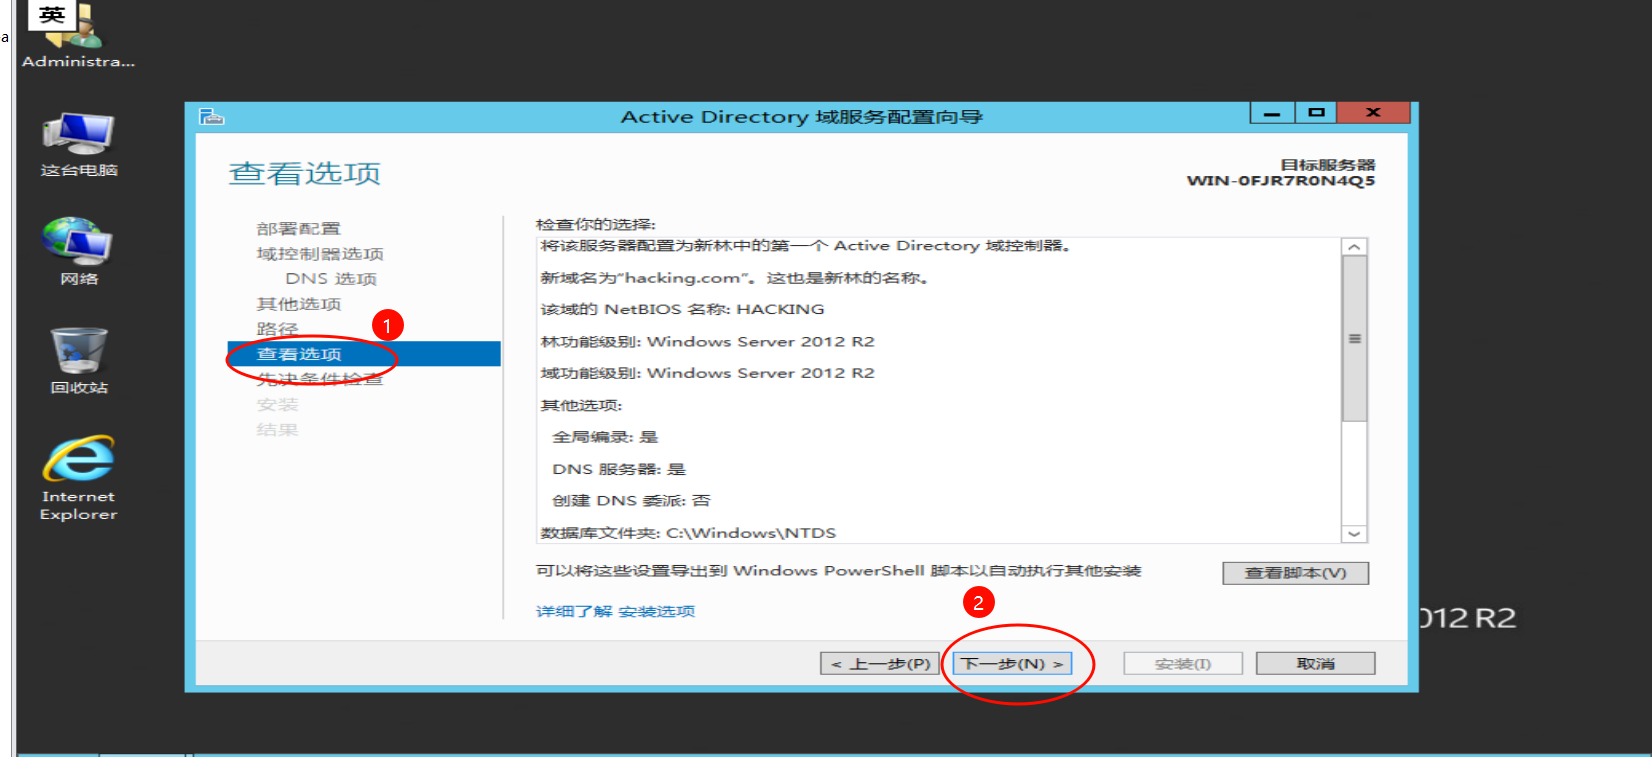 英
a
Administra...
这台电脑
网络
回收站
Internet
Explorer
Active Directory 域服务配置向导
查看选项
目标服务器
WIN-0FJR7R0N4Q5
部署配置
域控制器选项
DNS 选项
其他选项
路径
1
查看选项
先决条件检查
安装
结果
检查你的选择:
将该服务器配置为新林中的第一个 Active Directory 域控制器。
新域名为"hacking.com"。这也是新林的名称。
该域的 NetBIOS 名称: HACKING
林功能级别: Windows Server 2012 R2
域功能级别: Windows Server 2012 R2
其他选项:
全局编录: 是
DNS 服务器: 是
创建 DNS 委派: 否
数据库文件夹: C:\Windows\NTDS
可以将这些设置导出到 Windows PowerShell 脚本以自动执行其他安装
查看脚本(V)
详细了解 安装选项
2
012 R2
< 上一步(P)
下一步(N) >
安装(I)
取消